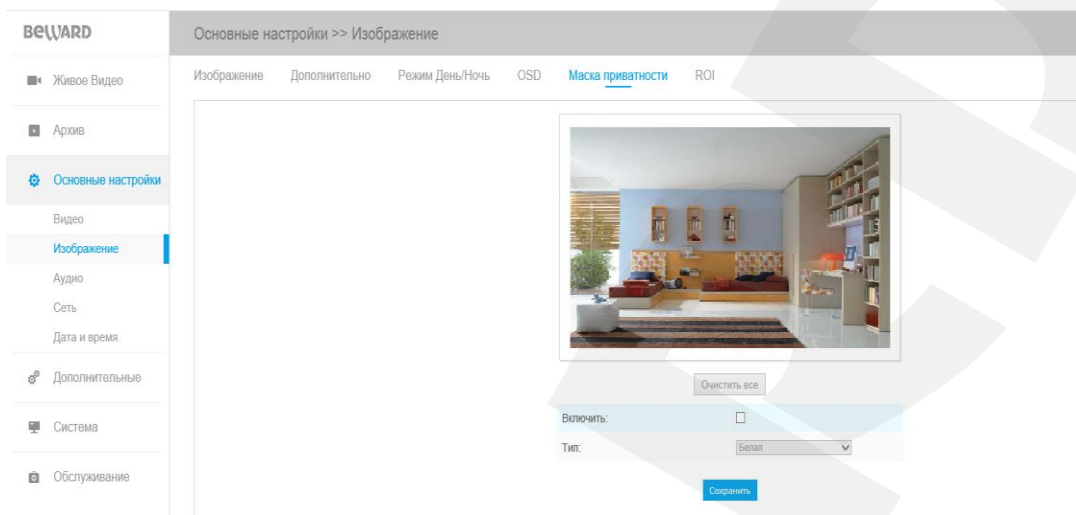 BEWARD
Основные настройки >> Изображение
Живое Видео
Архив
Основные настройки
Видео
Изображение
Аудио
Сеть
Дата и время
Дополнительные
Система
Обслуживание
Изображение Дополнительно Режим День/Ночь OSD Маска приватности ROI
Очистить все
Включить:
Тип: Белая
Сохранить